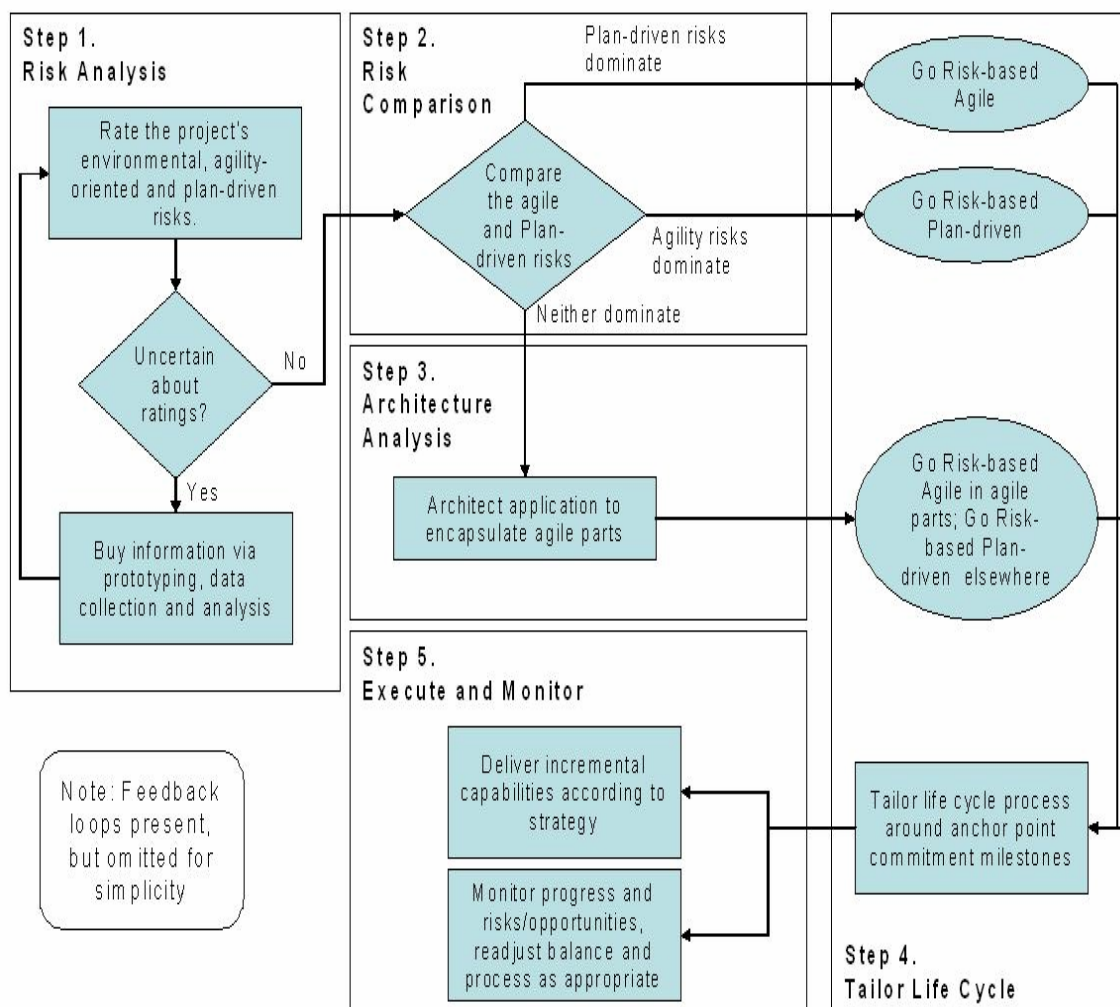 Step 1.
Risk Analysis
Rate the project's
environmental, agility-
oriented and plan-driven
risks.
Uncertain
about
ratings?
No
Yes
Buy information via
prototyping, data
collection and analysis
Note: Feedback
loops present,
but omitted for
simplicity
Step 2.
Risk
Comparison
Plan-driven risks
dominate
Compare
the agile
and Plan-
driven risks
Agility risks
dominate
Neither dominate
Step 3.
Architecture
Analysis
Architect application to
encapsulate agile parts
Go Risk-based
Agile
Go Risk-based
Plan-driven
Go Risk-based
Agile in agile
parts; Go Risk-
based Plan-
driven elsewhere
Tailor life cycle process
around anchor point
commitment milestones
Step 4.
Tailor Life Cycle
Step 5.
Execute and Monitor
Deliver incremental
capabilities according to
strategy
Monitor progress and
risks/opportunities,
readjust balance and
process as appropriate